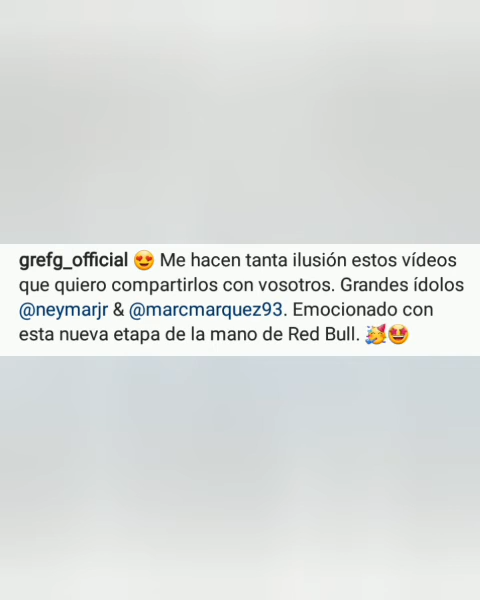 grefg_official 😍 Me hacen tanta ilusión estos vídeos
que quiero compartirlos con vosotros. Grandes ídolos
@neymarjr & @marcmarquez93. Emocionado con
esta nueva etapa de la mano de Red Bull. 🥳🤩